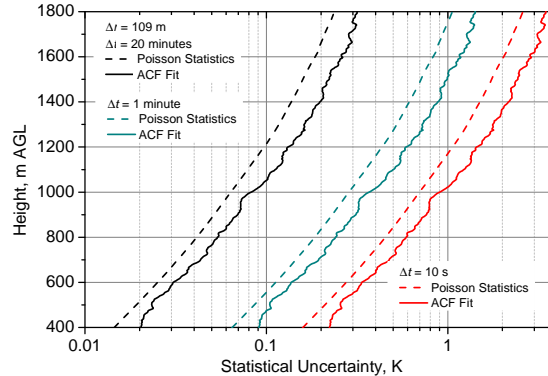 1800
1600
1400
1200
1000
800
600
400
Height, m AGL
Δt = 109 m
Δı = 20 minutes
Poisson Statistics
ACF Fit
Δt = 1 minute
Poisson Statistics
ACF Fit
Δt = 10 s
Poisson Statistics
ACF Fit
0.01
0.1
1
Statistical Uncertainty, K